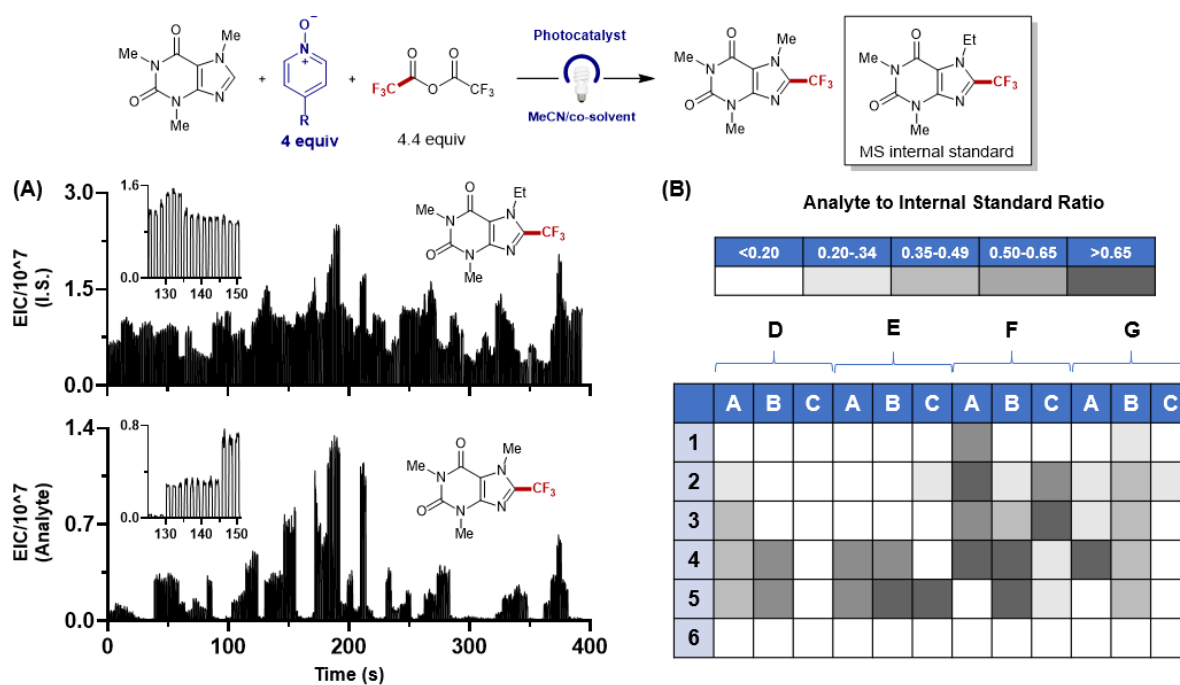 Me
N
O
O
N
Me
N
Me
N
+
O−
N
+
R
4 equiv
+
F3C
O
O
O
CF3
4.4 equiv
Photocatalyst
MeCN/co-solvent
Me
N
O
O
N
Me
N
Me
N
CF3
Me
N
O
O
N
Me
N
Et
N
CF3
MS internal standard
(A)
EIC/10^7
(I.S.)
3.0
1.5
0.0
1.6
0.0
130 140 150
Me
N
O
O
N
Me
N
Et
N
CF3
EIC/10^7
(Analyte)
1.4
0.7
0.0
0.8
0.0
130 140 150
Me
N
O
O
N
Me
N
Me
N
CF3
0 100 200 300 400
Time (s)
(B)
Analyte to Internal Standard Ratio
<0.20 0.20-.34 0.35-0.49 0.50-0.65 >0.65
D E F G
A B C A B C A B C A B C
1
2
3
4
5
6